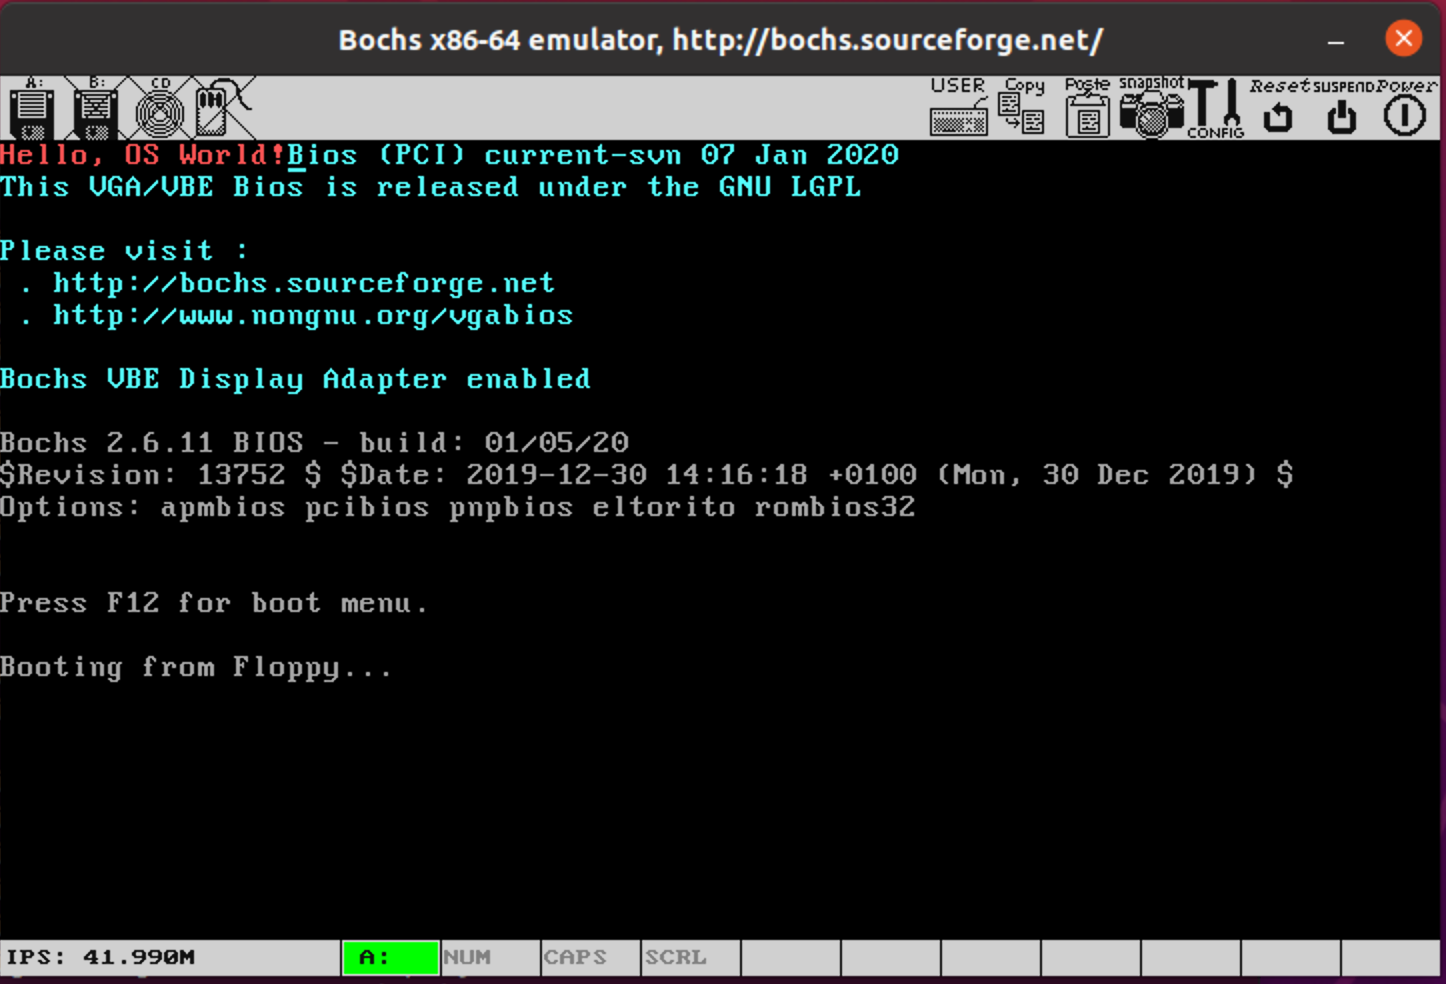 Bochs x86-64 emulator, http://bochs.sourceforge.net/
A: B: CD USER Copy Paste snapshot CONFIG Reset SUSPEND Power
Hello, OS World!Bios (PCI) current-svn 07 Jan 2020
This VGA/VBE Bios is released under the GNU LGPL
Please visit :
. http://bochs.sourceforge.net
. http://www.nongnu.org/vgabios
Bochs VBE Display Adapter enabled
Bochs 2.6.11 BIOS - build: 01/05/20
$Revision: 13752 $ $Date: 2019-12-30 14:16:18 +0100 (Mon, 30 Dec 2019) $
Options: apmbios pcibios pnpbios eltorito rombios32
Press F12 for boot menu.
Booting from Floppy...
IPS: 41.990M A: NUM CAPS SCRL